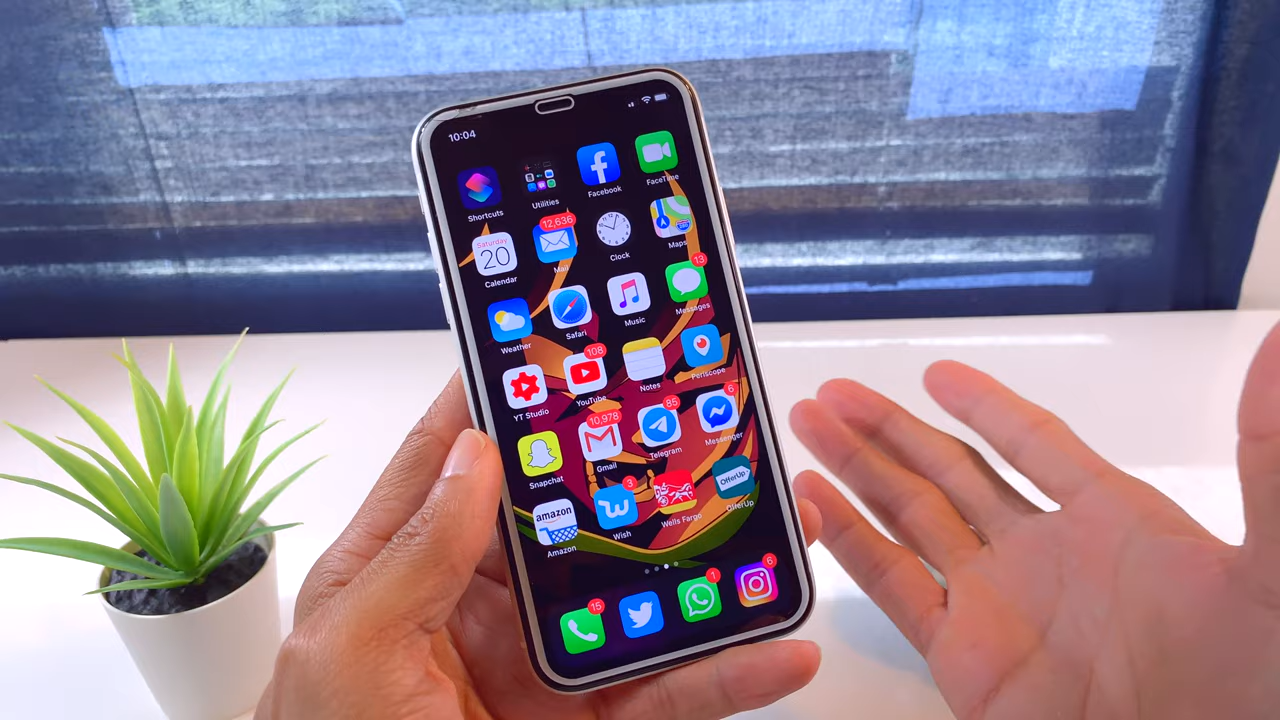 10:04
Shortcuts
Utilities
Facebook
FaceTime
Saturday
20
Calendar
12,636
Mail
Clock
Maps
Weather
Safari
Music
13
Messages
YT Studio
108
YouTube
Notes
Periscope
Snapchat
10,978
Gmail
85
Telegram
6
Messenger
amazon
Amazon
3
Wish
Wells Fargo
OfferUp
OfferUp
15
1
6